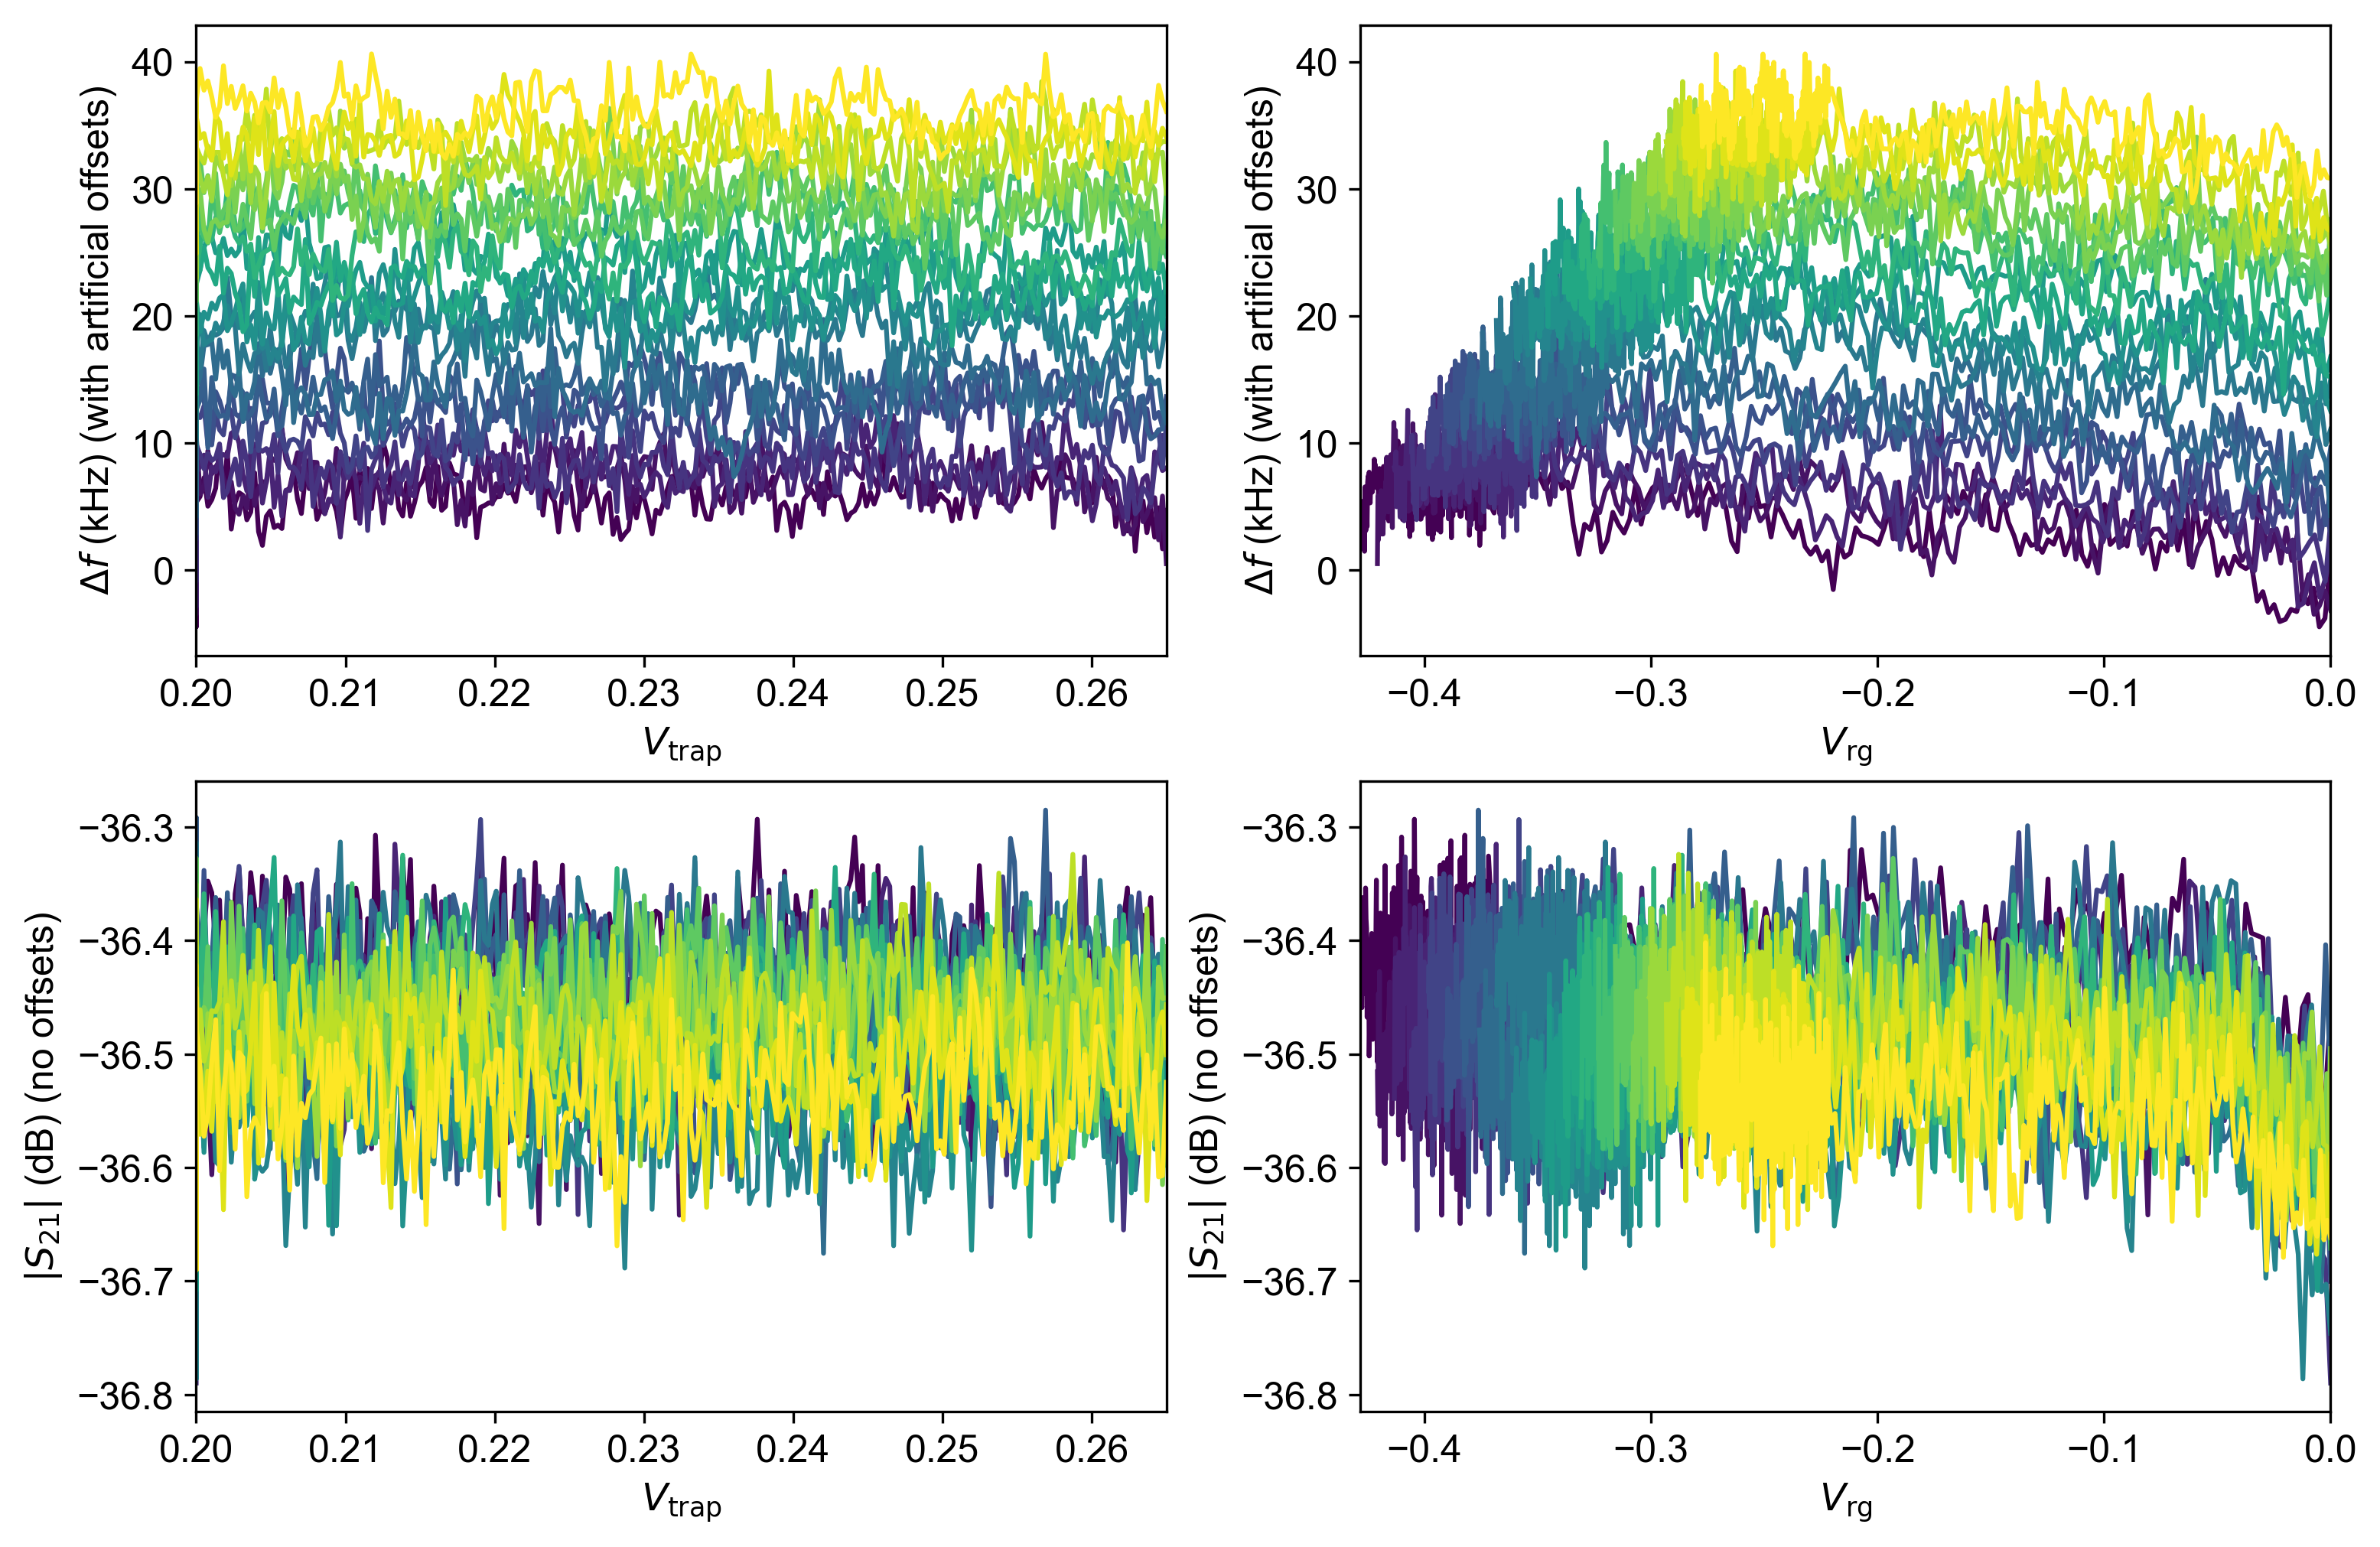 Δf (kHz) (with artificial offsets)
40
30
20
10
0
0.20 0.21 0.22 0.23 0.24 0.25 0.26
V_trap
Δf (kHz) (with artificial offsets)
40
30
20
10
0
−0.4 −0.3 −0.2 −0.1 0.0
V_rg
|S_21| (dB) (no offsets)
−36.3
−36.4
−36.5
−36.6
−36.7
−36.8
0.20 0.21 0.22 0.23 0.24 0.25 0.26
V_trap
|S_21| (dB) (no offsets)
−36.3
−36.4
−36.5
−36.6
−36.7
−36.8
−0.4 −0.3 −0.2 −0.1 0.0
V_rg